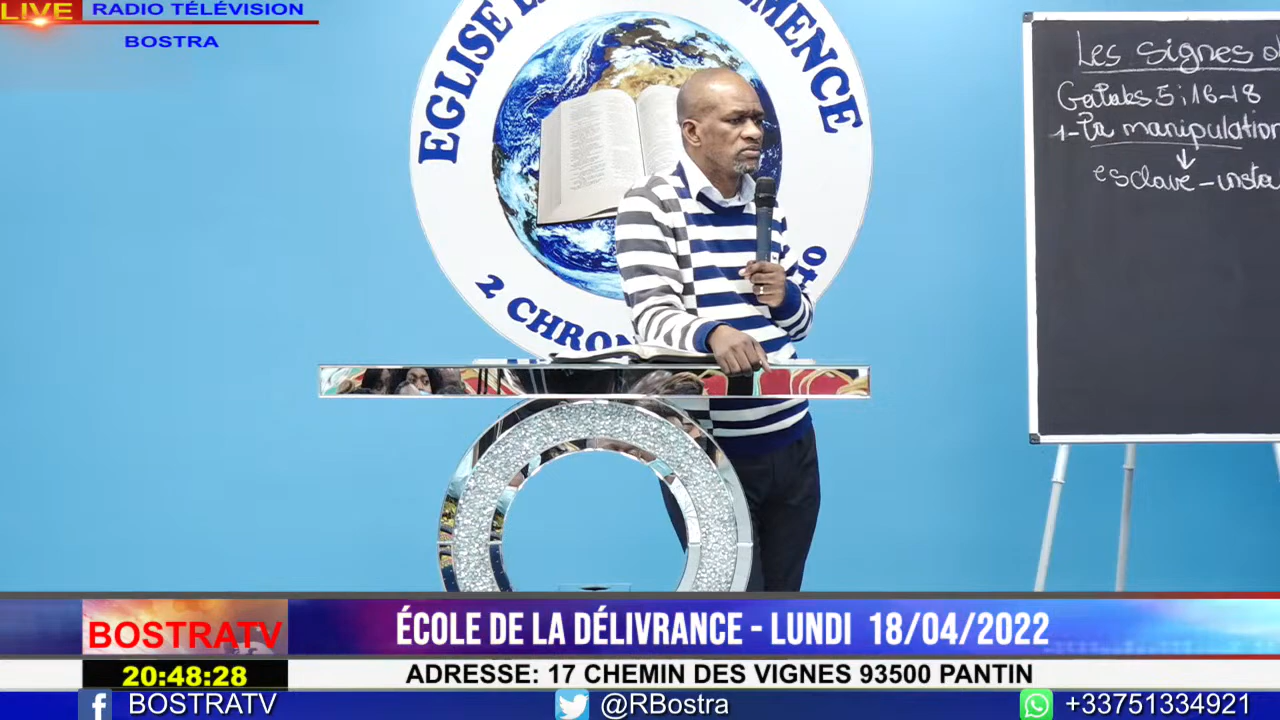 LIVE RADIO TÉLÉVISION
BOSTRA
EGLISE
MENCE
2 CHRON
Les signes
Galates 5:16-18
1- la manipulation
↓
esclave - insta
BOSTRATV
ÉCOLE DE LA DÉLIVRANCE - LUNDI 18/04/2022
20:48:28
ADRESSE: 17 CHEMIN DES VIGNES 93500 PANTIN
BOSTRATV
@RBostra
+33751334921